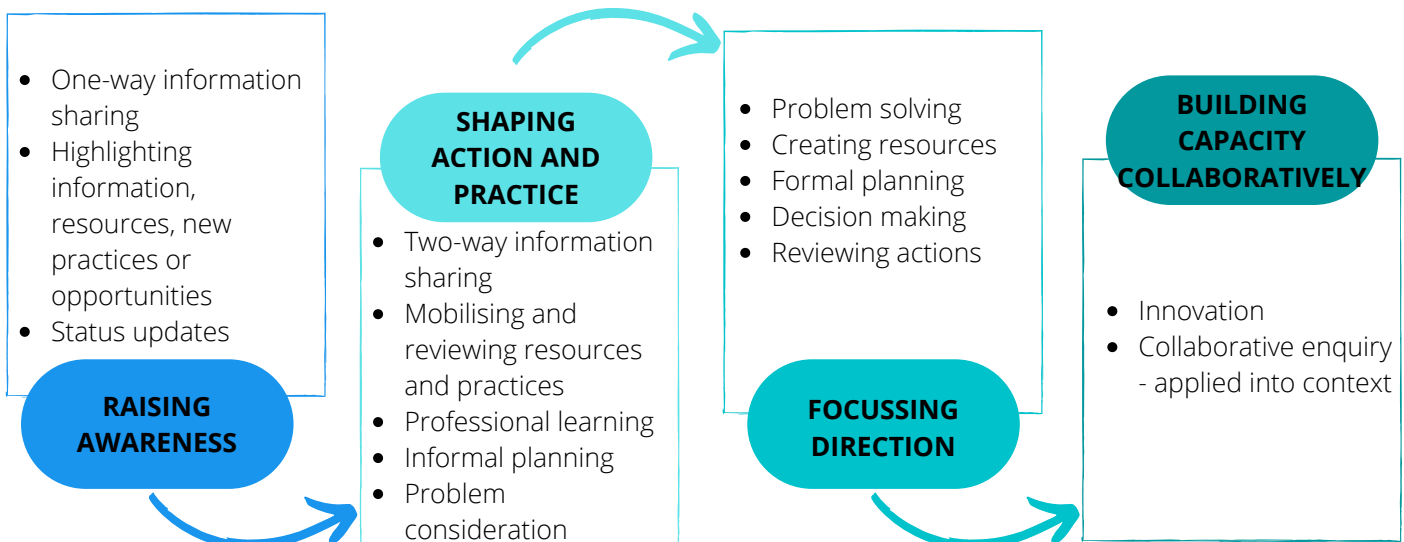 • One-way information
sharing
• Highlighting
information,
resources, new
practices or
opportunities
• Status updates
RAISING
AWARENESS
SHAPING
ACTION AND
PRACTICE
• Two-way information
sharing
• Mobilising and
reviewing resources
and practices
• Professional learning
• Informal planning
• Problem
consideration
• Problem solving
• Creating resources
• Formal planning
• Decision making
• Reviewing actions
FOCUSSING
DIRECTION
BUILDING
CAPACITY
COLLABORATIVELY
• Innovation
• Collaborative enquiry
- applied into context